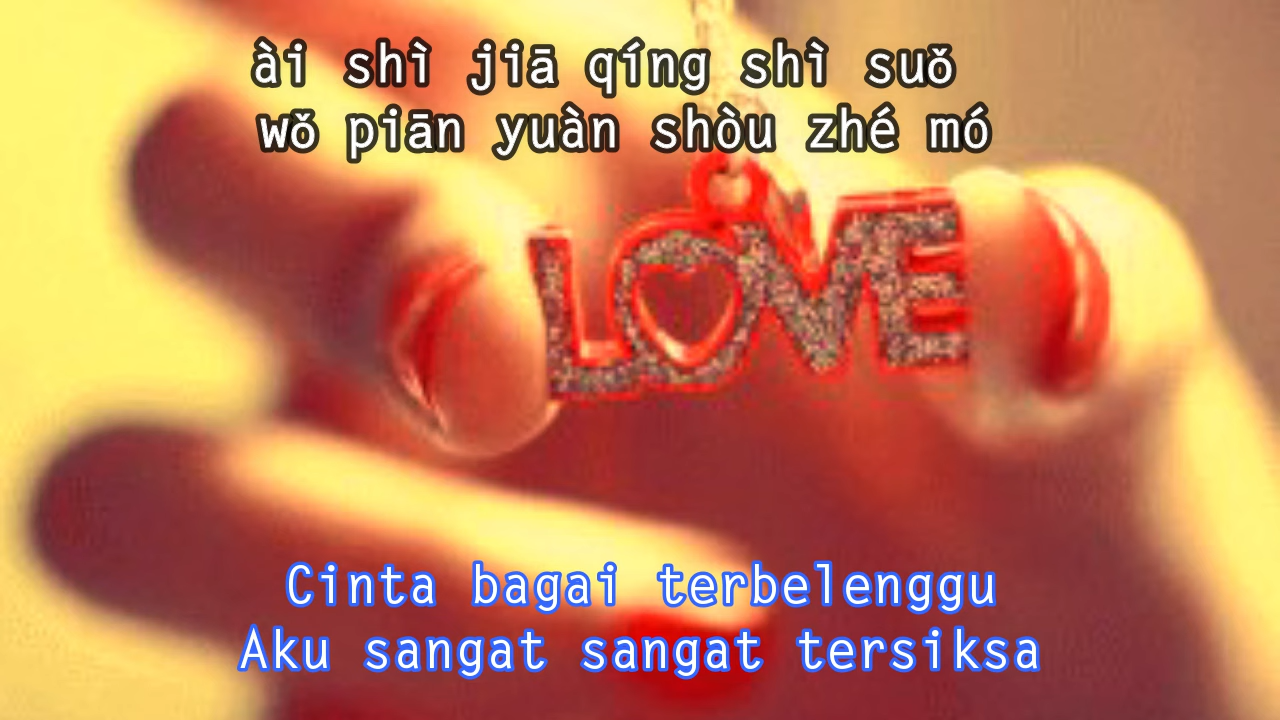 ài shì jiā qíng shì suǒ
wǒ piān yuàn shòu zhé mó
LOVE
Cinta bagai terbelenggu
Aku sangat sangat tersiksa